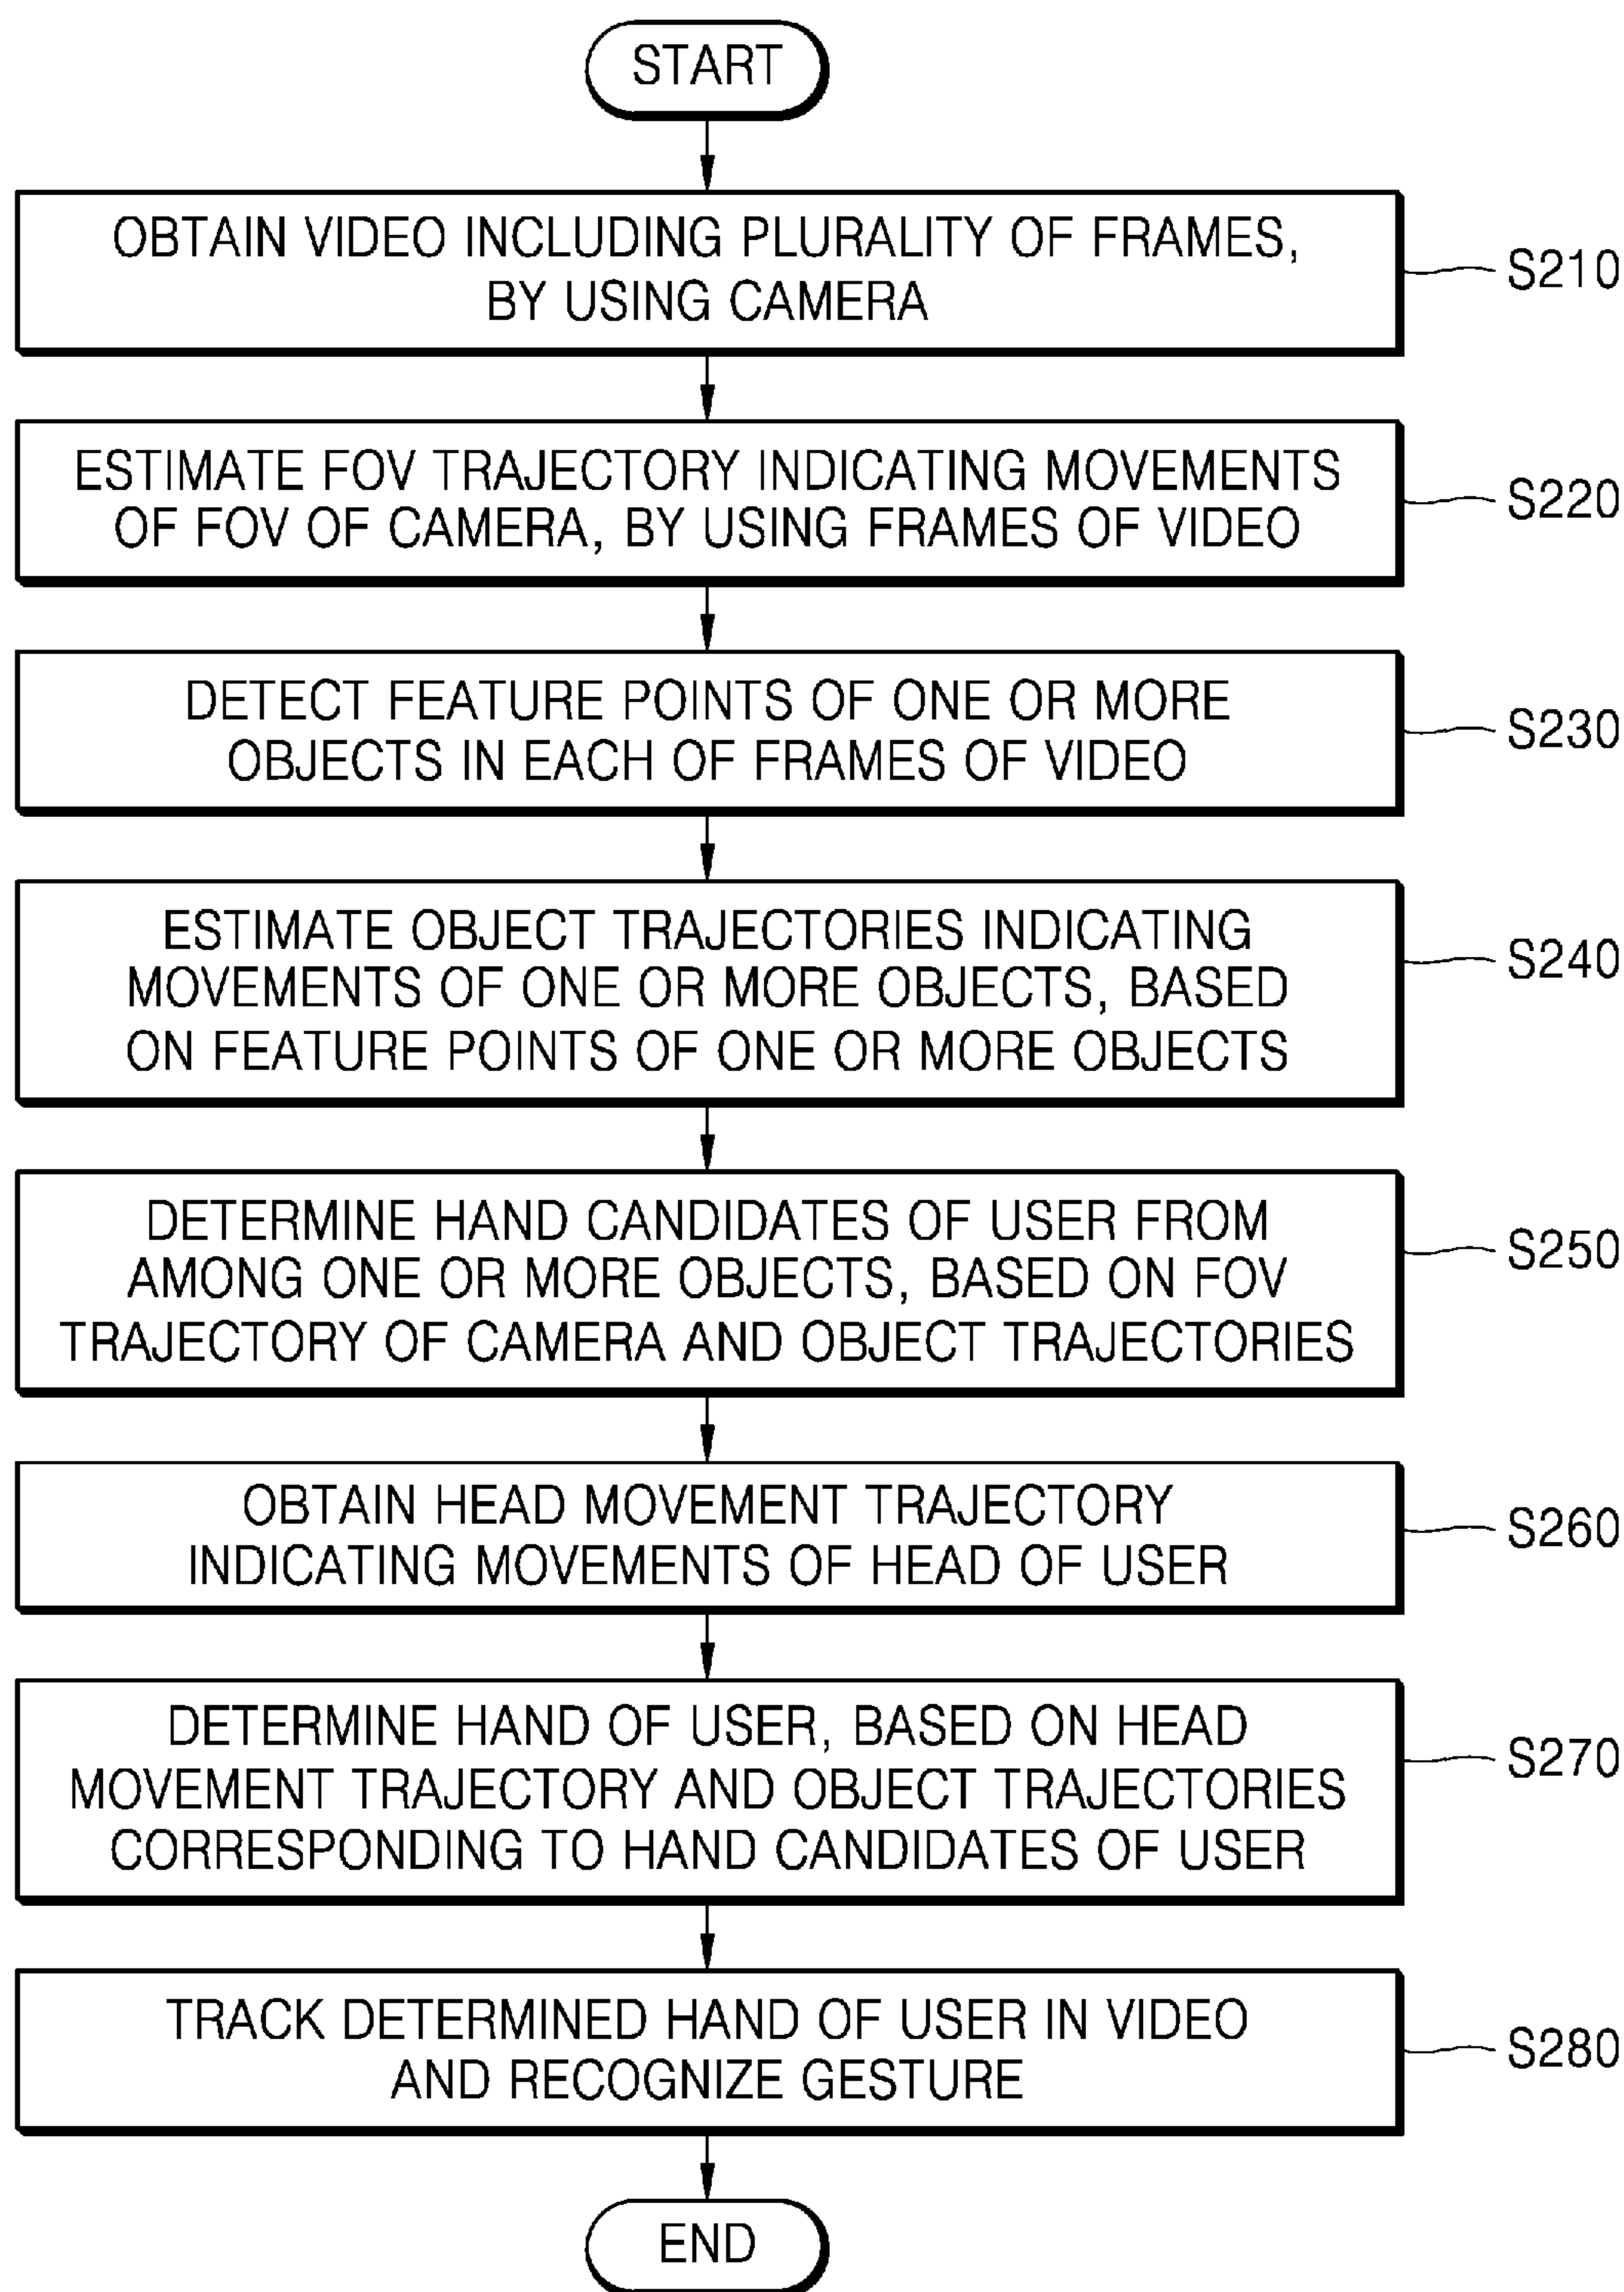 START
OBTAIN VIDEO INCLUDING PLURALITY OF FRAMES,
BY USING CAMERA
S210
ESTIMATE FOV TRAJECTORY INDICATING MOVEMENTS
OF FOV OF CAMERA, BY USING FRAMES OF VIDEO
S220
DETECT FEATURE POINTS OF ONE OR MORE
OBJECTS IN EACH OF FRAMES OF VIDEO
S230
ESTIMATE OBJECT TRAJECTORIES INDICATING
MOVEMENTS OF ONE OR MORE OBJECTS, BASED
ON FEATURE POINTS OF ONE OR MORE OBJECTS
S240
DETERMINE HAND CANDIDATES OF USER FROM
AMONG ONE OR MORE OBJECTS, BASED ON FOV
TRAJECTORY OF CAMERA AND OBJECT TRAJECTORIES
S250
OBTAIN HEAD MOVEMENT TRAJECTORY
INDICATING MOVEMENTS OF HEAD OF USER
S260
DETERMINE HAND OF USER, BASED ON HEAD
MOVEMENT TRAJECTORY AND OBJECT TRAJECTORIES
CORRESPONDING TO HAND CANDIDATES OF USER
S270
TRACK DETERMINED HAND OF USER IN VIDEO
AND RECOGNIZE GESTURE
S280
END